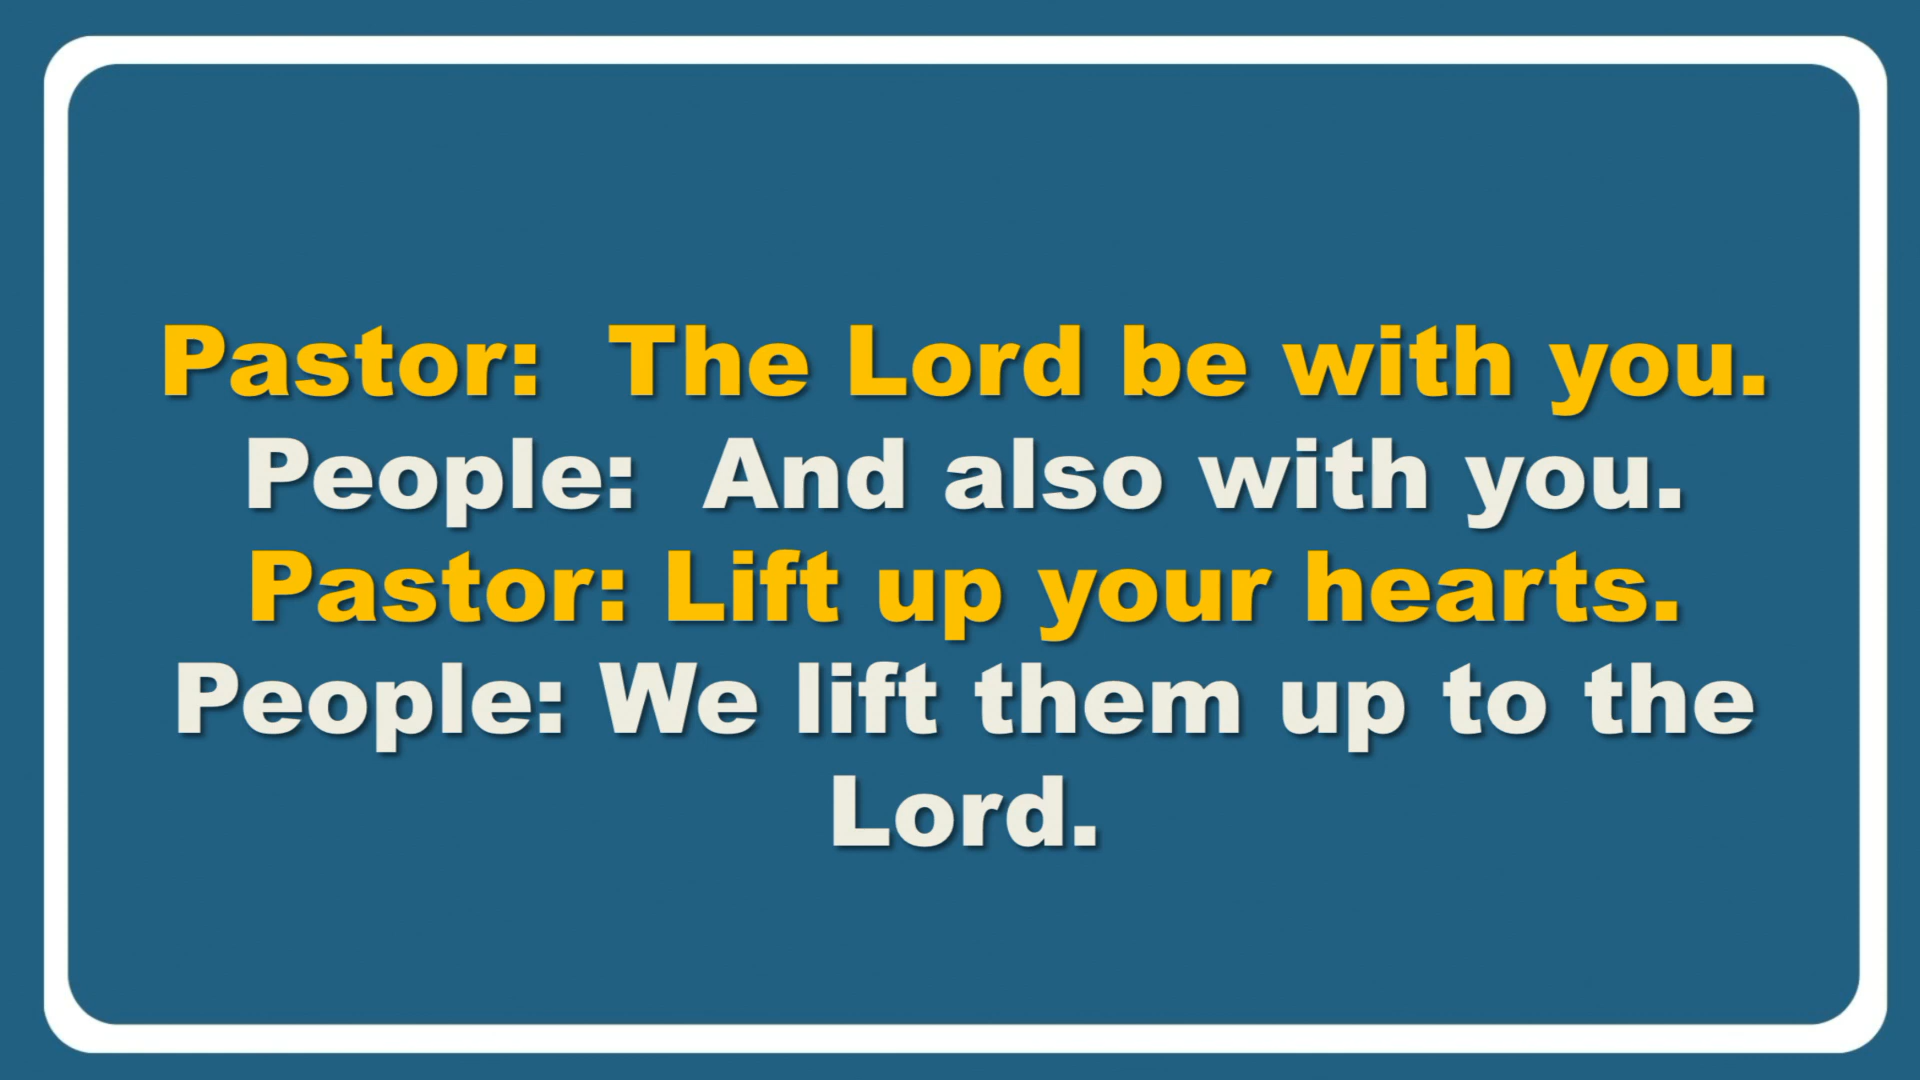 Pastor:  The Lord be with you.
People:  And also with you.
Pastor: Lift up your hearts.
People: We lift them up to the
Lord.